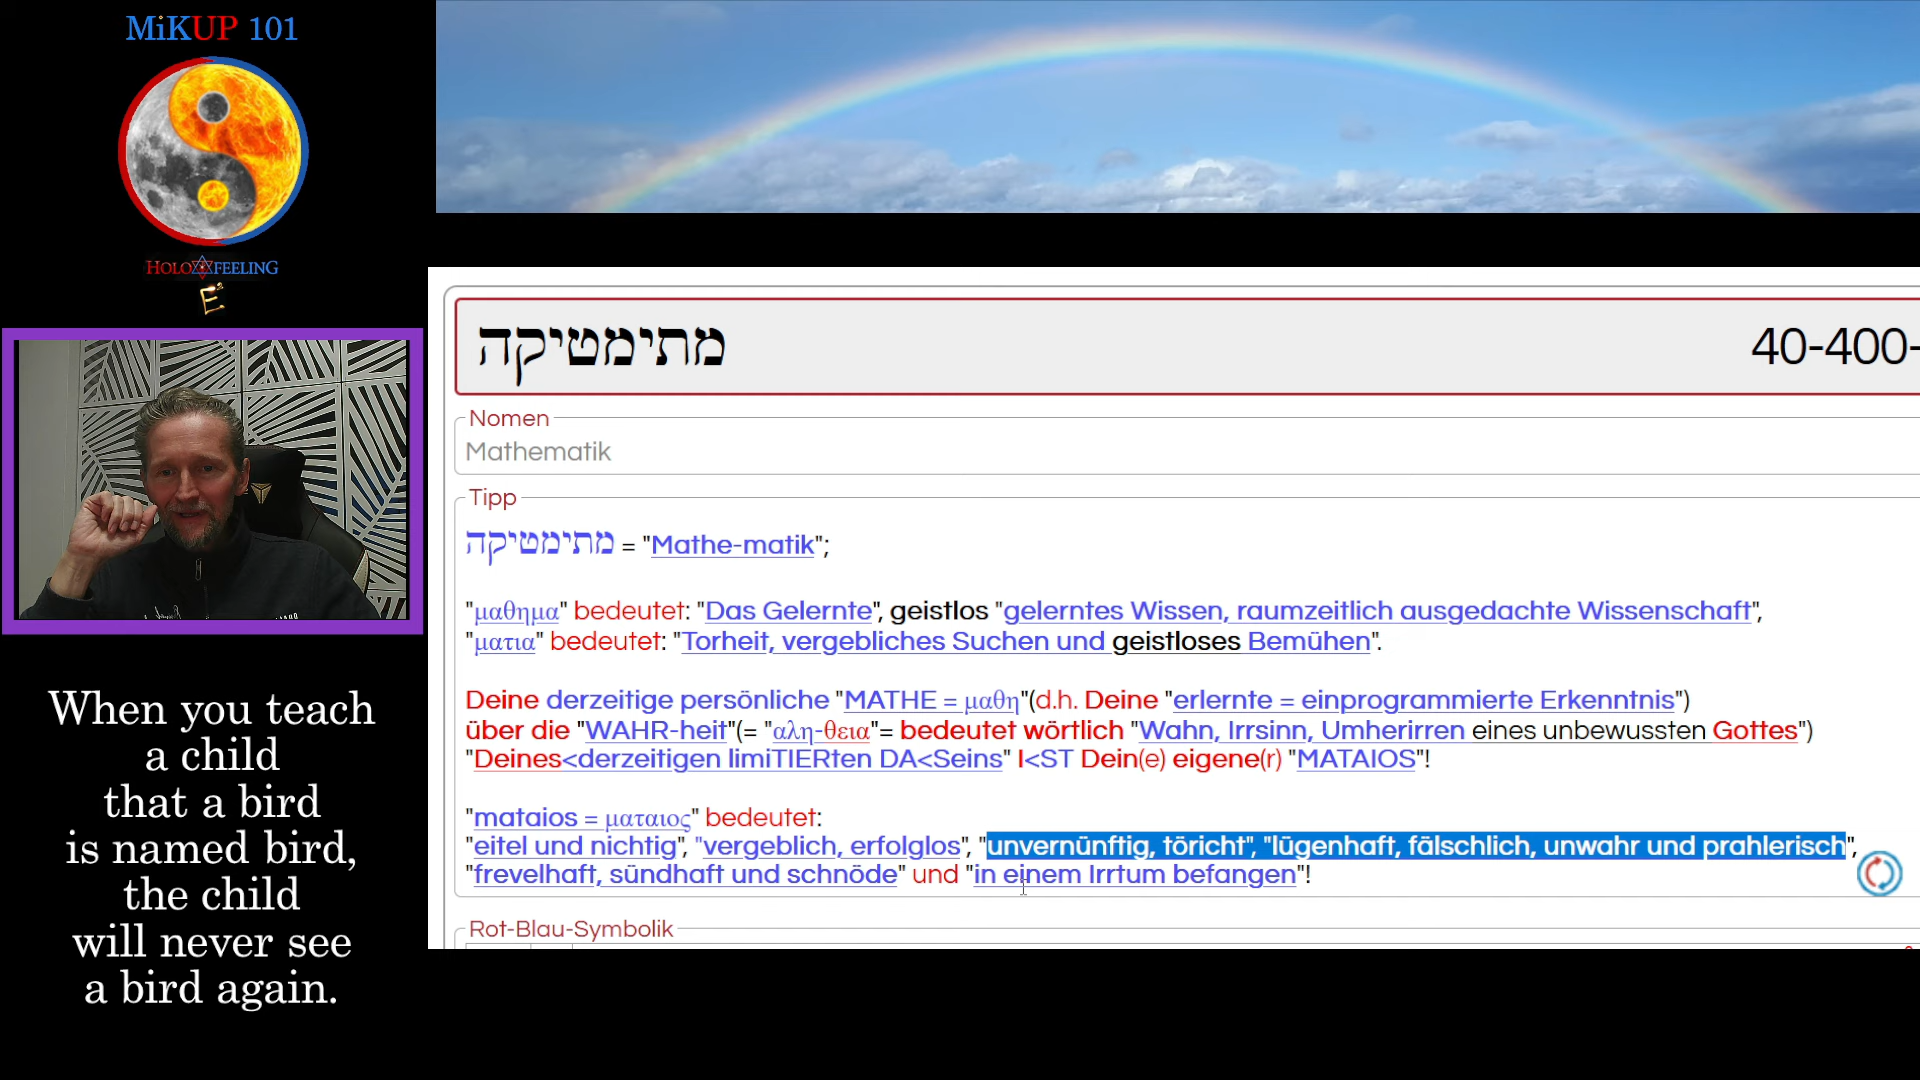 MiKUP 101
HOLOFEELING
When you teach
a child
that a bird
is named bird,
the child
will never see
a bird again.
מתימטיקה
40-400-
Nomen
Mathematik
Tipp
מתימטיקה = "Mathe-matik";
"μαθημα" bedeutet: "Das Gelernte", geistlos "gelerntes Wissen, raumzeitlich ausgedachte Wissenschaft",
"ματια" bedeutet: "Torheit, vergebliches Suchen und geistloses Bemühen".
Deine derzeitige persönliche "MATHE = μαθη"(d.h. Deine "erlernte = einprogrammierte Erkenntnis")
über die "WAHR-heit"(= "αλη-θεια"= bedeutet wörtlich "Wahn, Irrsinn, Umherirren eines unbewussten Gottes")
"Deines<derzeitigen limiTIERten DA<Seins" I<ST Dein(e) eigene(r) "MATAIOS"!
"mataios = ματαιος" bedeutet:
"eitel und nichtig", "vergeblich, erfolglos", "unvernünftig, töricht", "lügenhaft, fälschlich, unwahr und prahlerisch",
"frevelhaft, sündhaft und schnöde" und "in einem Irrtum befangen"!
Rot-Blau-Symbolik